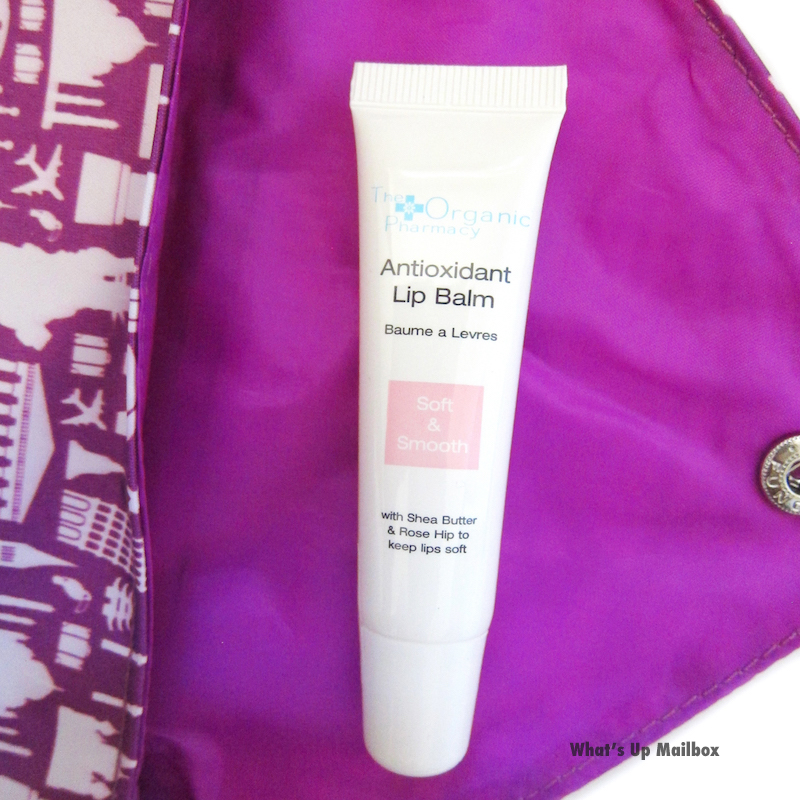 The Organic
Pharmacy
Antioxidant
Lip Balm
Baume a Levres
Soft
&
Smooth
with Shea Butter
& Rose Hip to
keep lips soft
What's Up Mailbox